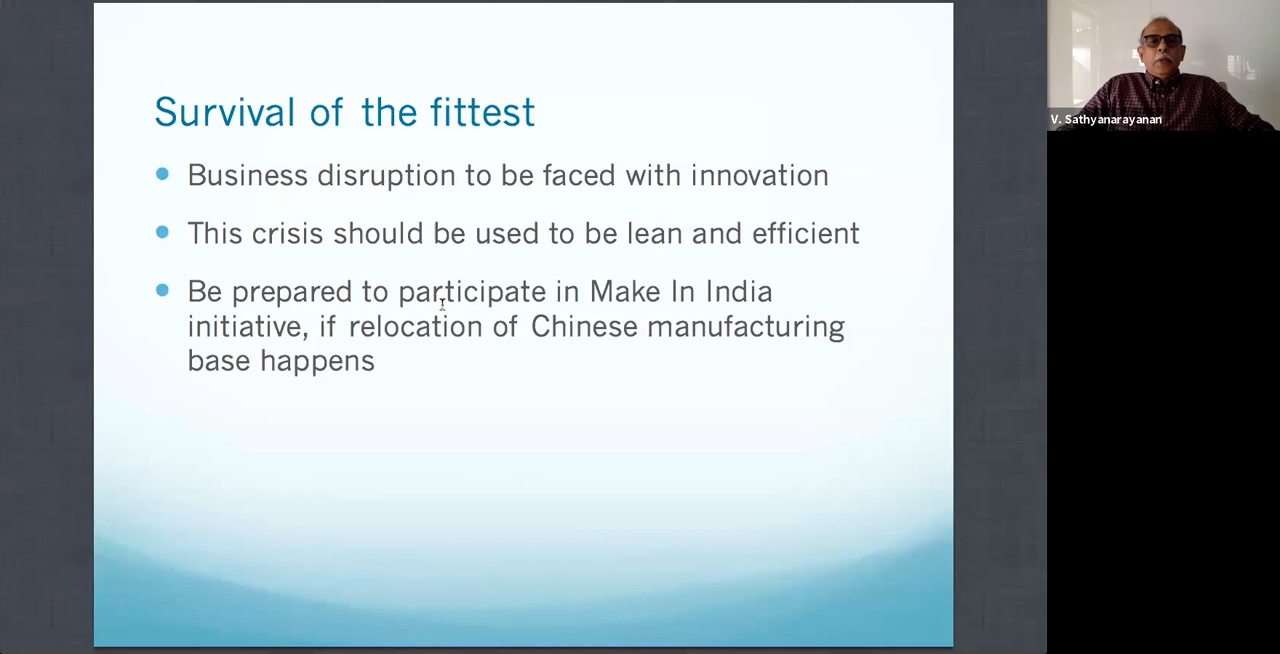 Survival of the fittest
Business disruption to be faced with innovation
This crisis should be used to be lean and efficient
Be prepared to participate in Make In India
initiative, if relocation of Chinese manufacturing
base happens
V. Sathyanarayanan